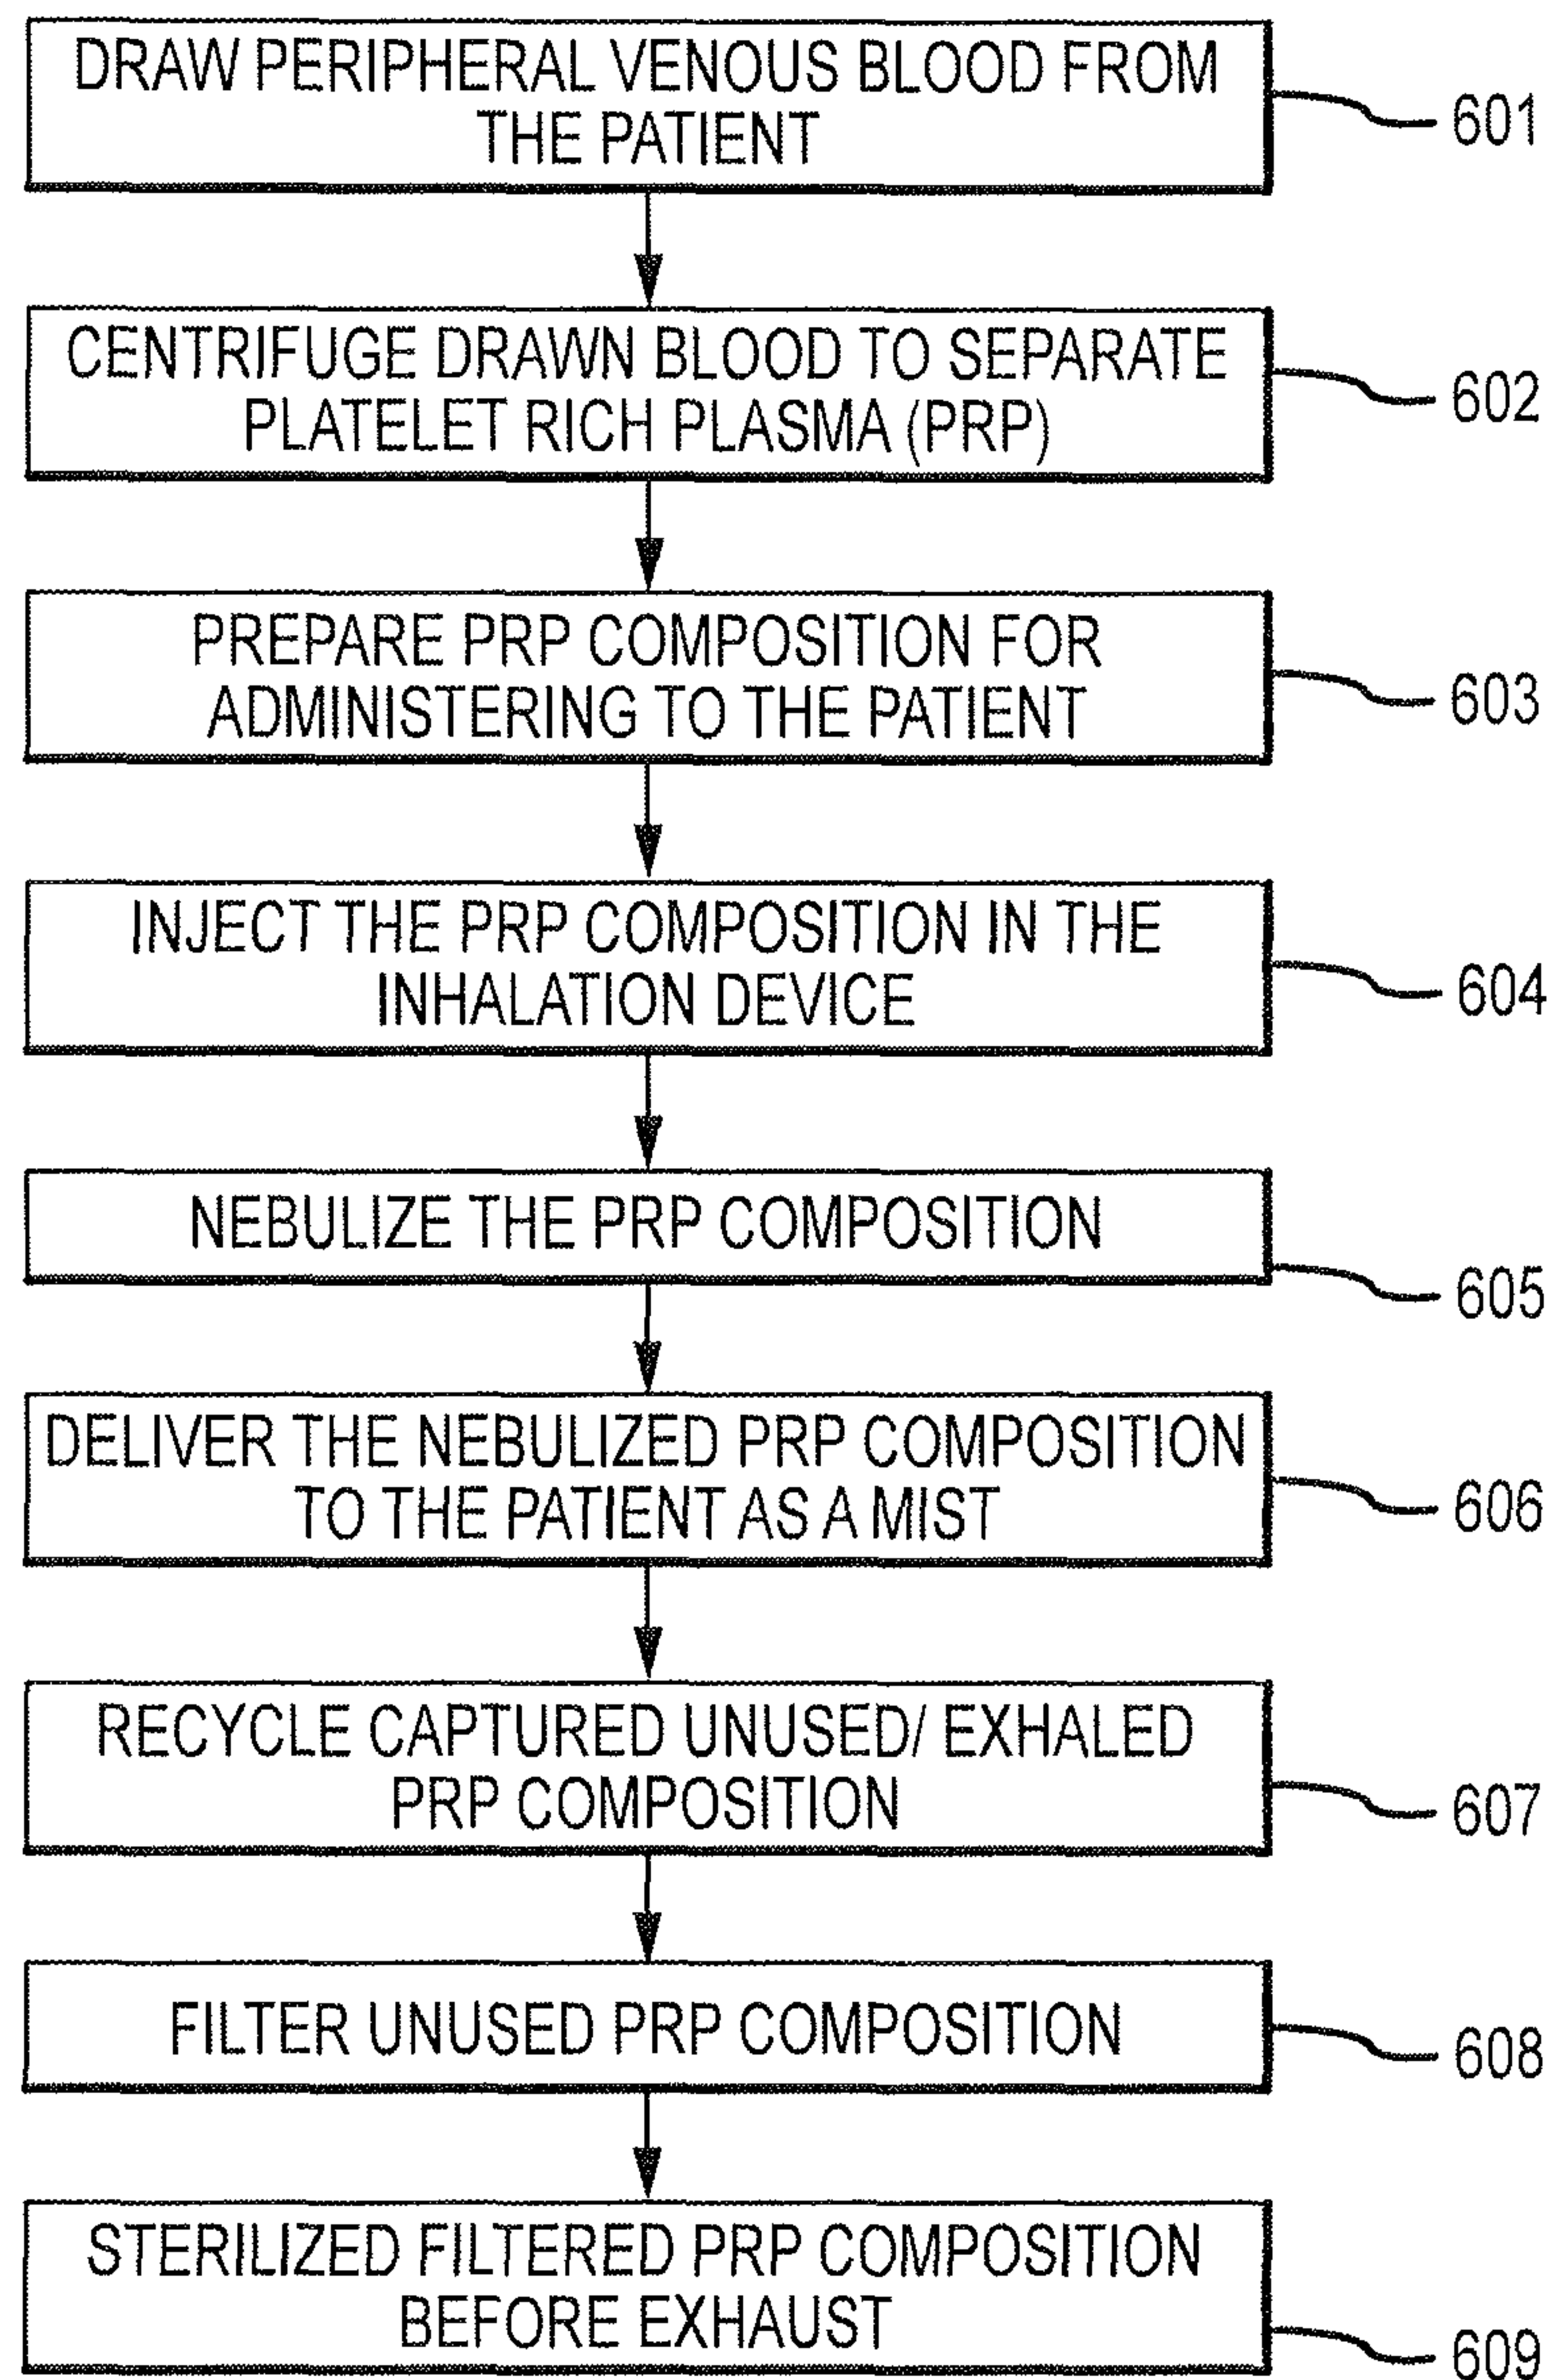 DRAW PERIPHERAL VENOUS BLOOD FROM
THE PATIENT
601
CENTRIFUGE DRAWN BLOOD TO SEPARATE
PLATELET RICH PLASMA (PRP)
602
PREPARE PRP COMPOSITION FOR
ADMINISTERING TO THE PATIENT
603
INJECT THE PRP COMPOSITION IN THE
INHALATION DEVICE
604
NEBULIZE THE PRP COMPOSITION
605
DELIVER THE NEBULIZED PRP COMPOSITION
TO THE PATIENT AS A MIST
606
RECYCLE CAPTURED UNUSED/ EXHALED
PRP COMPOSITION
607
FILTER UNUSED PRP COMPOSITION
608
STERILIZED FILTERED PRP COMPOSITION
BEFORE EXHAUST
609